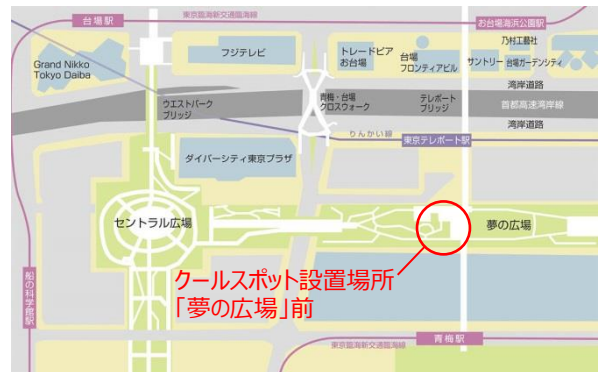 東京臨海新交通臨海線
台場駅
お台場海浜公園駅
乃村工藝社
Grand Nikko
Tokyo Daiba
フジテレビ
トレードピア
お台場
台場
フロンティアビル
サントリー
台場ガーデンシティ
湾岸道路
ウエストパーク
ブリッジ
青梅・台場
クロスウォーク
テレポート
ブリッジ
首都高速湾岸線
湾岸道路
りんかい線
東京テレポート駅
ダイバーシティ東京プラザ
セントラル広場
夢の広場
クールスポット設置場所
「夢の広場」前
船の科学館駅
東京臨海新交通臨海線
青梅駅